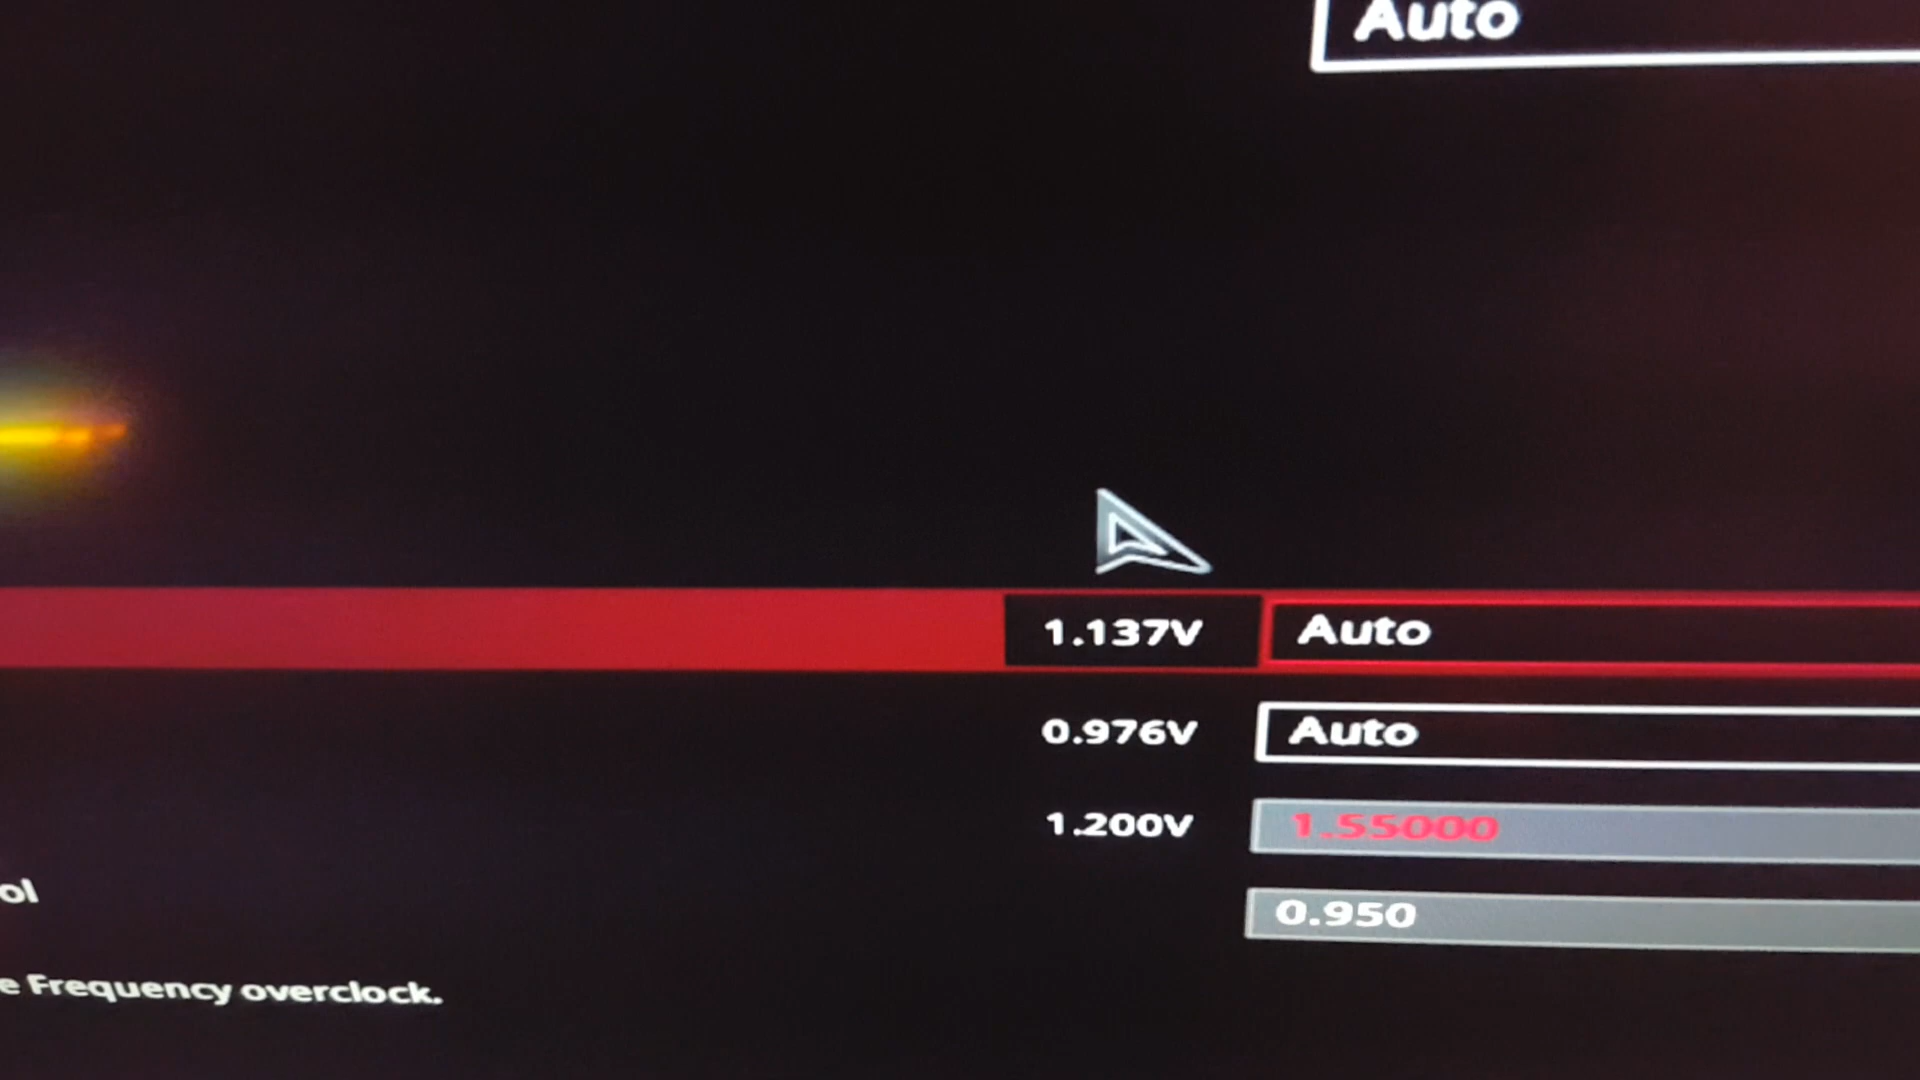 Auto
1.137V Auto
0.976V Auto
1.200V 1.55000
ol
0.950
e Frequency overclock.